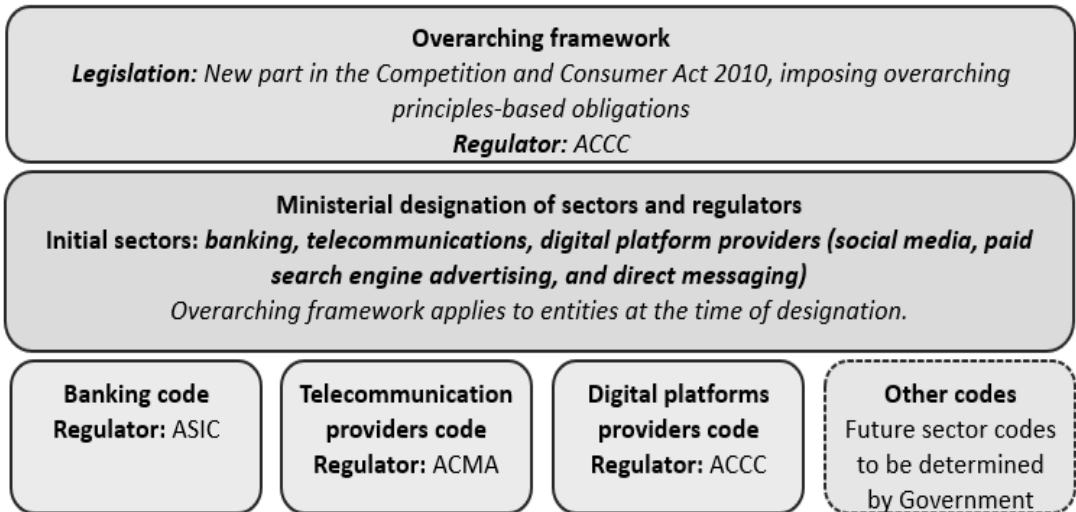 Overarching framework
Legislation: New part in the Competition and Consumer Act 2010, imposing overarching
principles-based obligations
Regulator: ACCC
Ministerial designation of sectors and regulators
Initial sectors: banking, telecommunications, digital platform providers (social media, paid
search engine advertising, and direct messaging)
Overarching framework applies to entities at the time of designation.
Banking code
Regulator: ASIC
Telecommunication
providers code
Regulator: ACMA
Digital platforms
providers code
Regulator: ACCC
Other codes
Future sector codes
to be determined
by Government